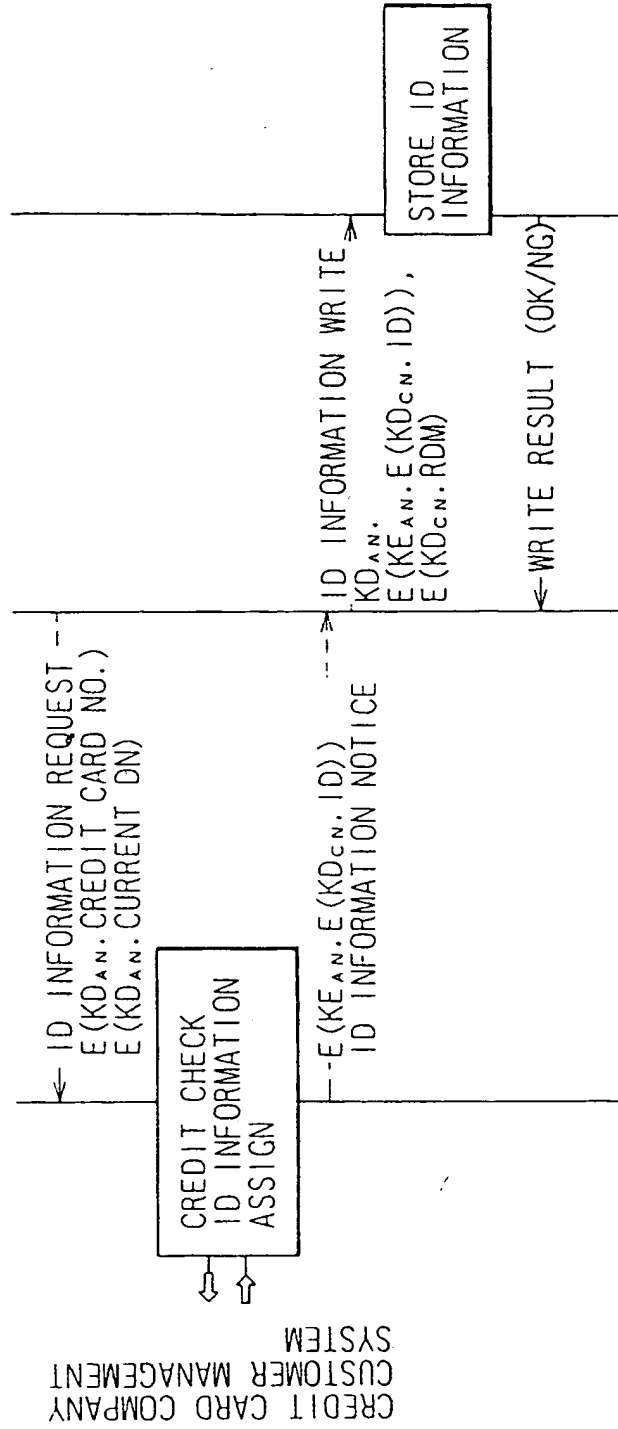 CREDIT CARD COMPANY
CUSTOMER MANAGEMENT
SYSTEM
ID INFORMATION REQUEST
E(KDAN.CREDIT CARD NO.)
E(KDAN.CURRENT DN)
CREDIT CHECK
ID INFORMATION
ASSIGN
E(KEAN.E(KDCN.ID))
ID INFORMATION NOTICE
ID INFORMATION WRITE
KDAN.
E(KEAN.E(KDCN.ID)),
E(KDCN.RDM)
STORE ID
INFORMATION
WRITE RESULT (OK/NG)